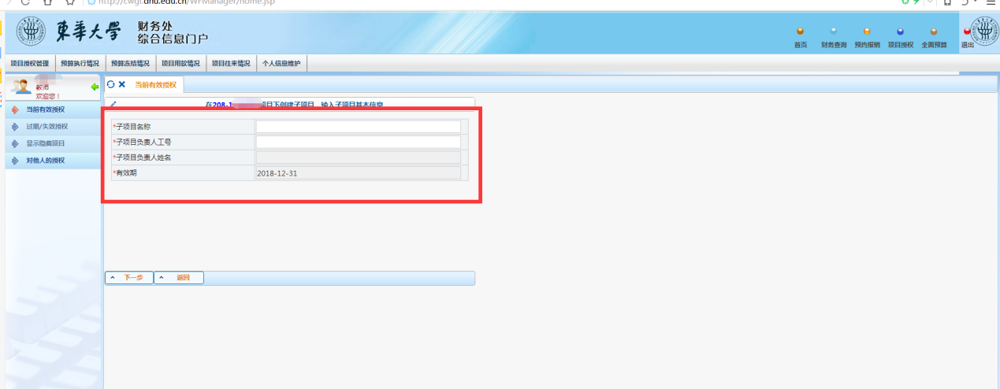 http://cwgl.dhu.edu.cn/WFManager/home.jsp
東華大學
财务处
综合信息门户
首页 财务查询 预约报销 项目授权 全面预算 退出
项目授权管理 预算执行情况 预算冻结情况 项目用款情况 项目往来情况 个人信息维护
教师
欢迎您！
当前有效授权
过期/失效授权
显示隐藏项目
对他人的授权
当前有效授权
在208-1 项目下创建子项目，输入子项目基本信息
*子项目名称
*子项目负责人工号
*子项目负责人姓名
*有效期 2018-12-31
下一步 返回